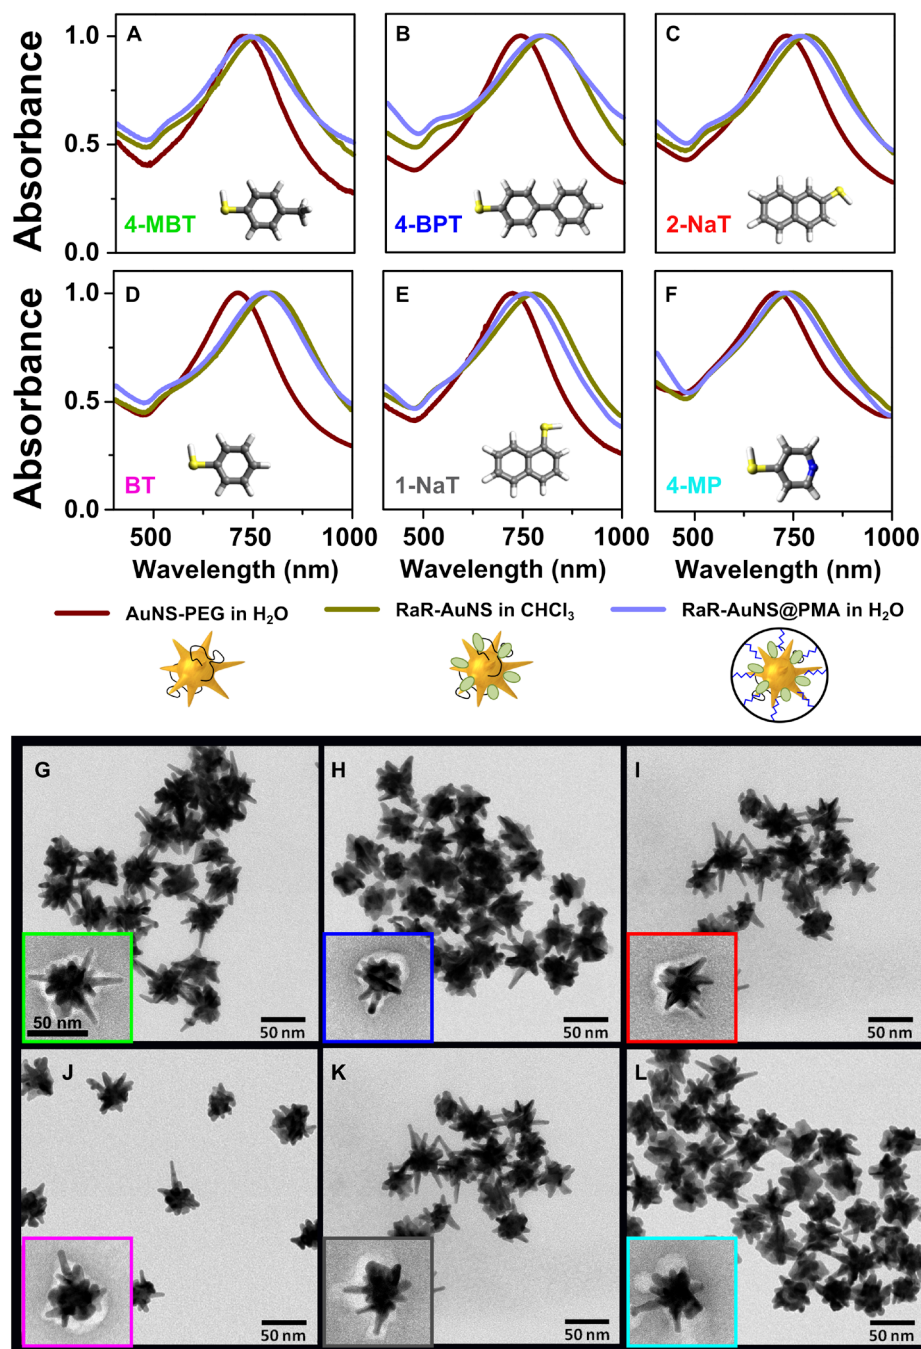 A
B
C
Absorbance
1.0
0.5
0.0
4-MBT
4-BPT
2-NaT
D
E
F
Absorbance
1.0
0.5
0.0
BT
1-NaT
4-MP
500 750 1000 500 750 1000 500 750 1000
Wavelength (nm) Wavelength (nm) Wavelength (nm)
AuNS-PEG in H₂O
RaR-AuNS in CHCl₃
RaR-AuNS@PMA in H₂O
G
H
I
50 nm
50 nm
50 nm
50 nm
J
K
L
50 nm
50 nm
50 nm